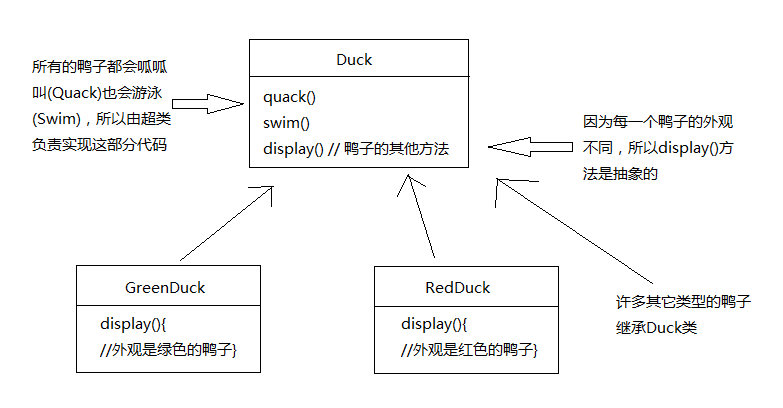 所有的鸭子都会呱呱
叫(Quack)也会游泳
(Swim)，所以由超类
负责实现这部分代码
Duck
quack()
swim()
display() // 鸭子的其他方法
因为每一个鸭子的外观
不同，所以display()方
法是抽象的
GreenDuck
display(){
//外观是绿色的鸭子}
RedDuck
display(){
//外观是红色的鸭子}
许多其它类型的鸭子
继承Duck类